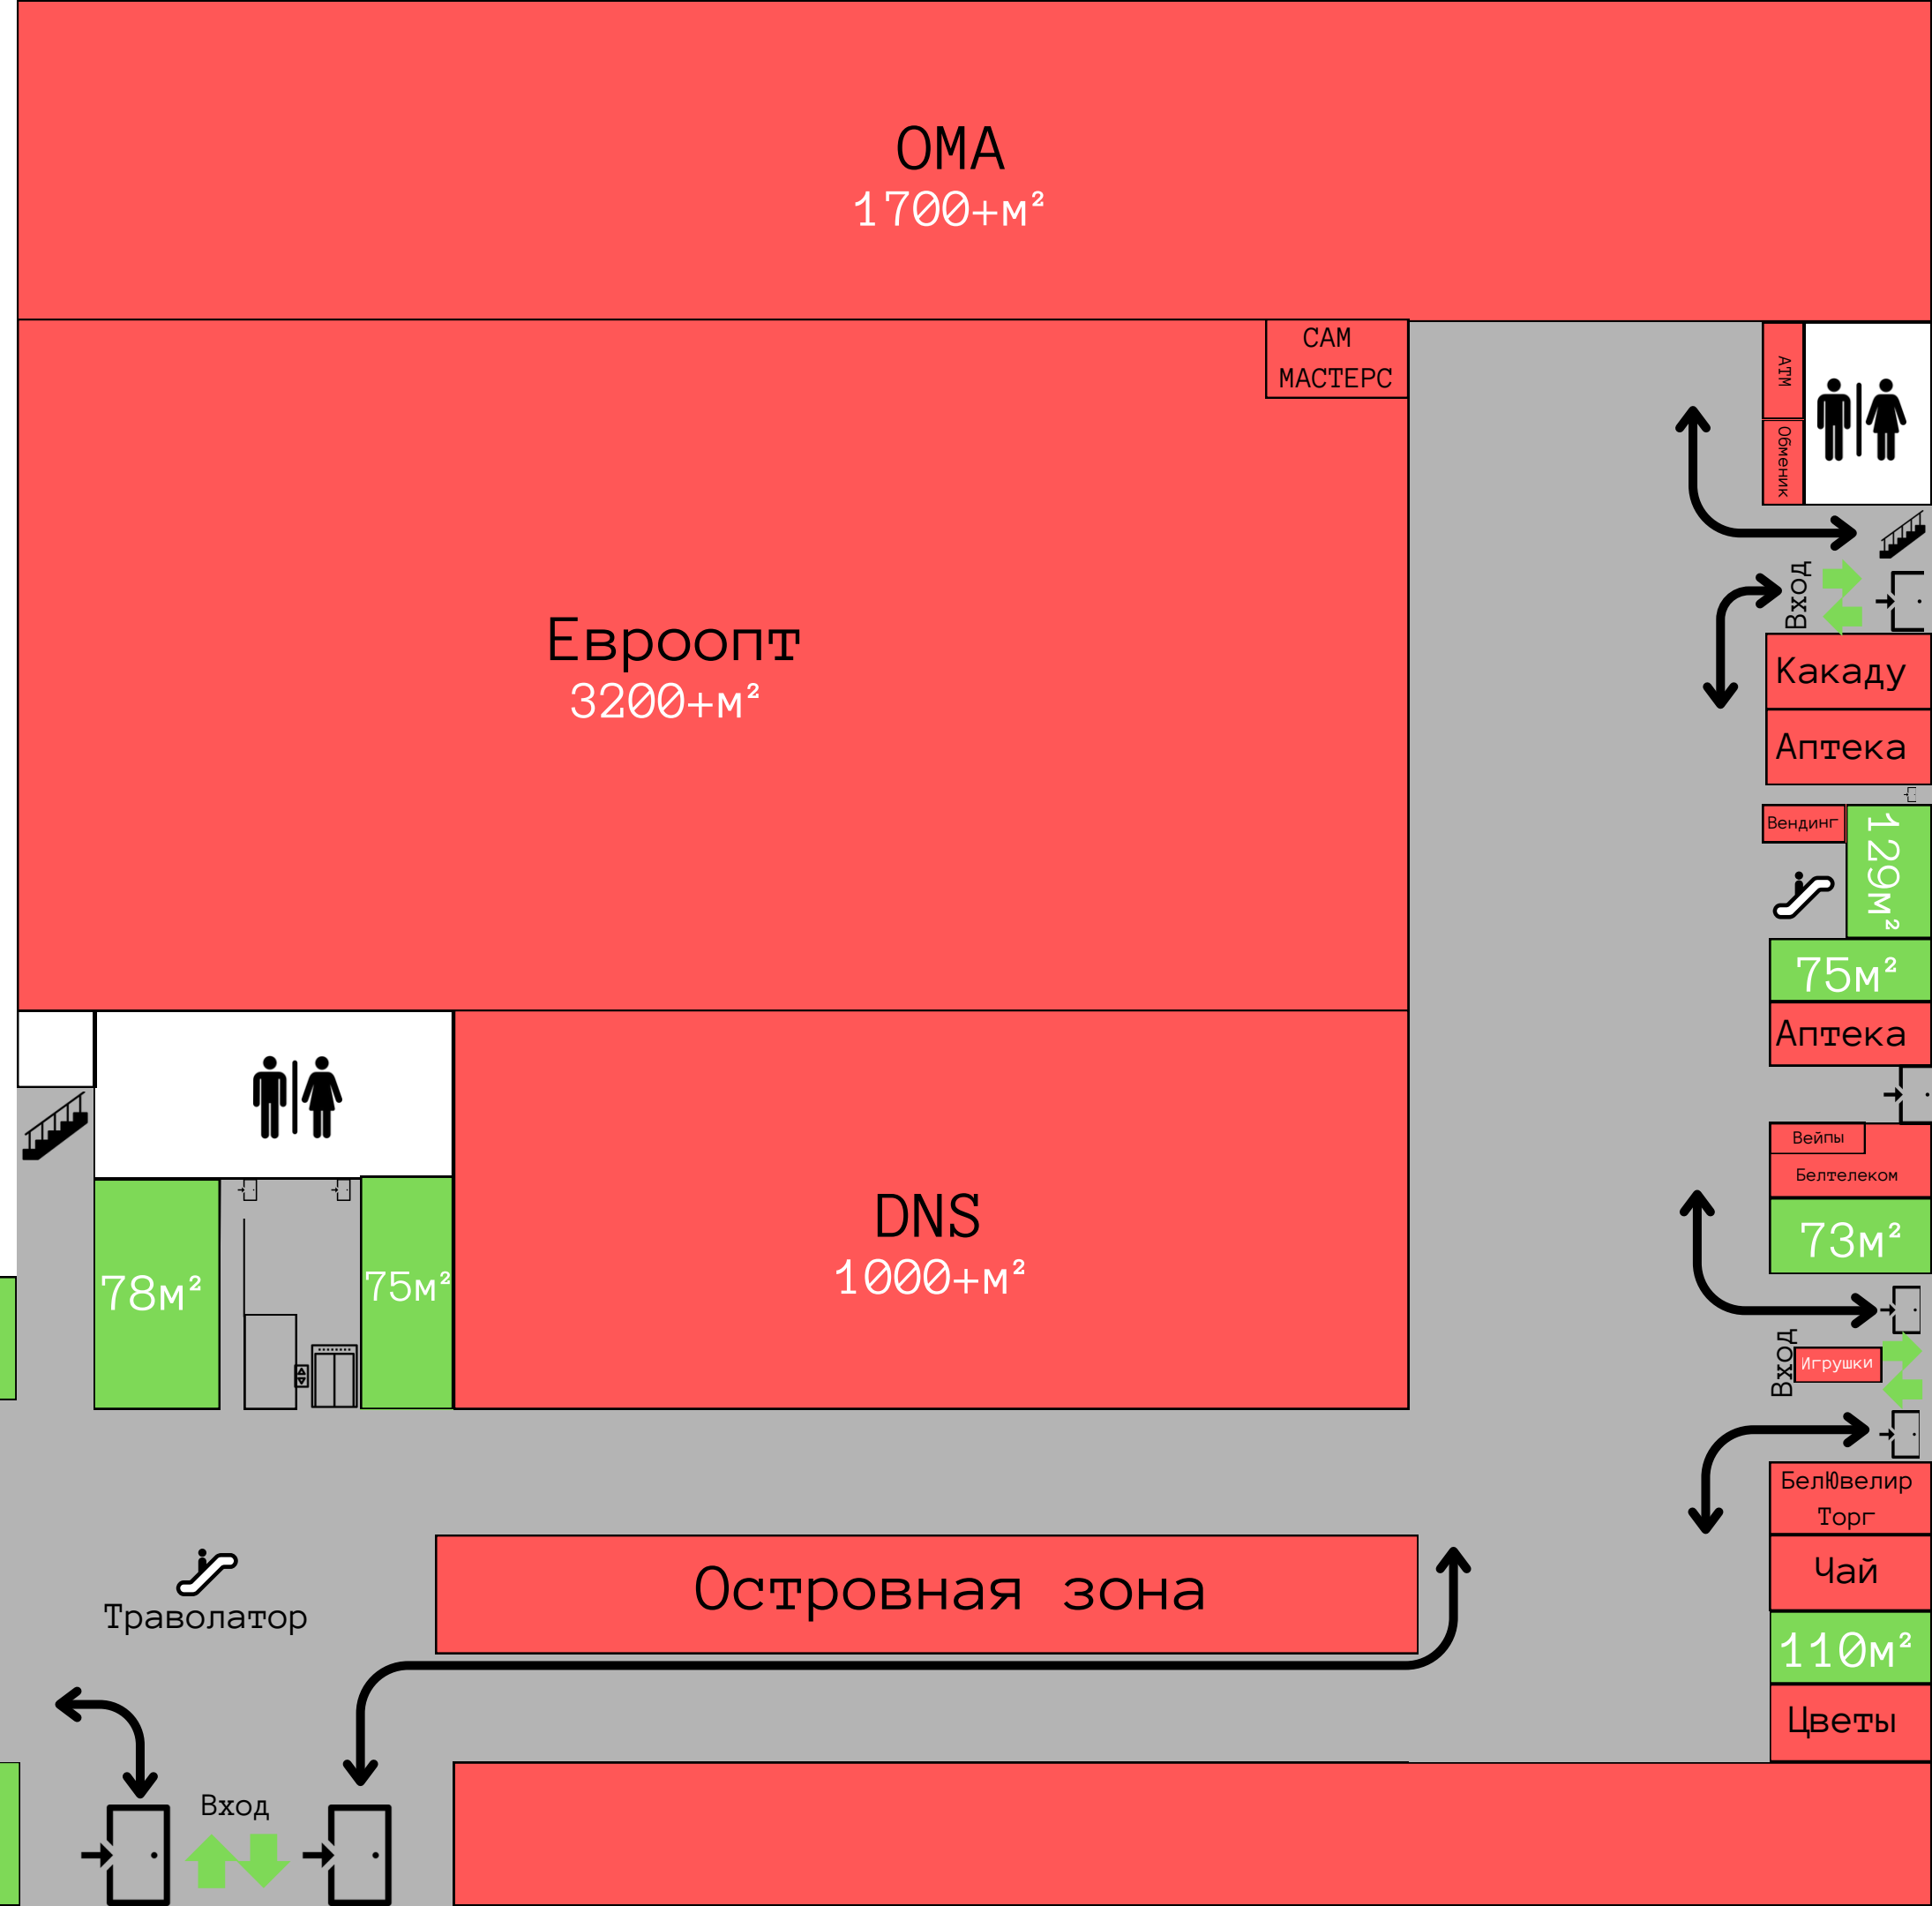 ОМА
1700+м²
САМ
МАСТЕРС
АТМ
Обменик
Вход
Евроопт
3200+м²
Какаду
Аптека
Вендинг
129м²
75м²
Аптека
Вейпы
Белтелеком
DNS
1000+м²
73м²
78м²
75м²
Вход
Игрушки
БелЮвелир
Торг
Чай
Островная зона
Траволатор
110м²
Цветы
Вход